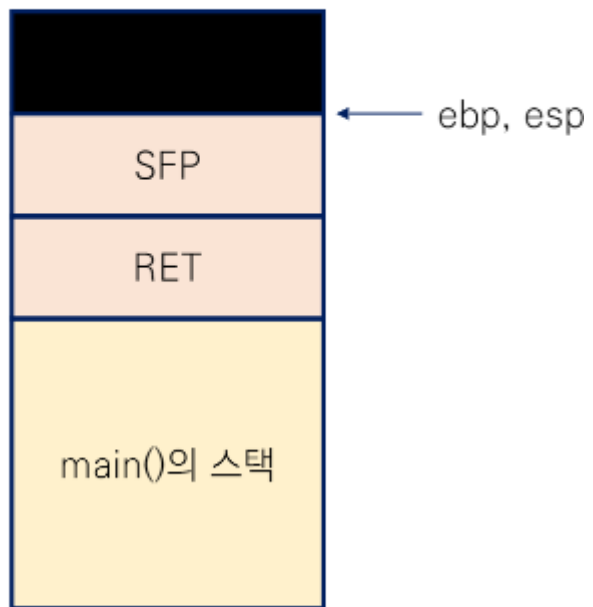 ebp, esp
SFP
RET
main()의 스택